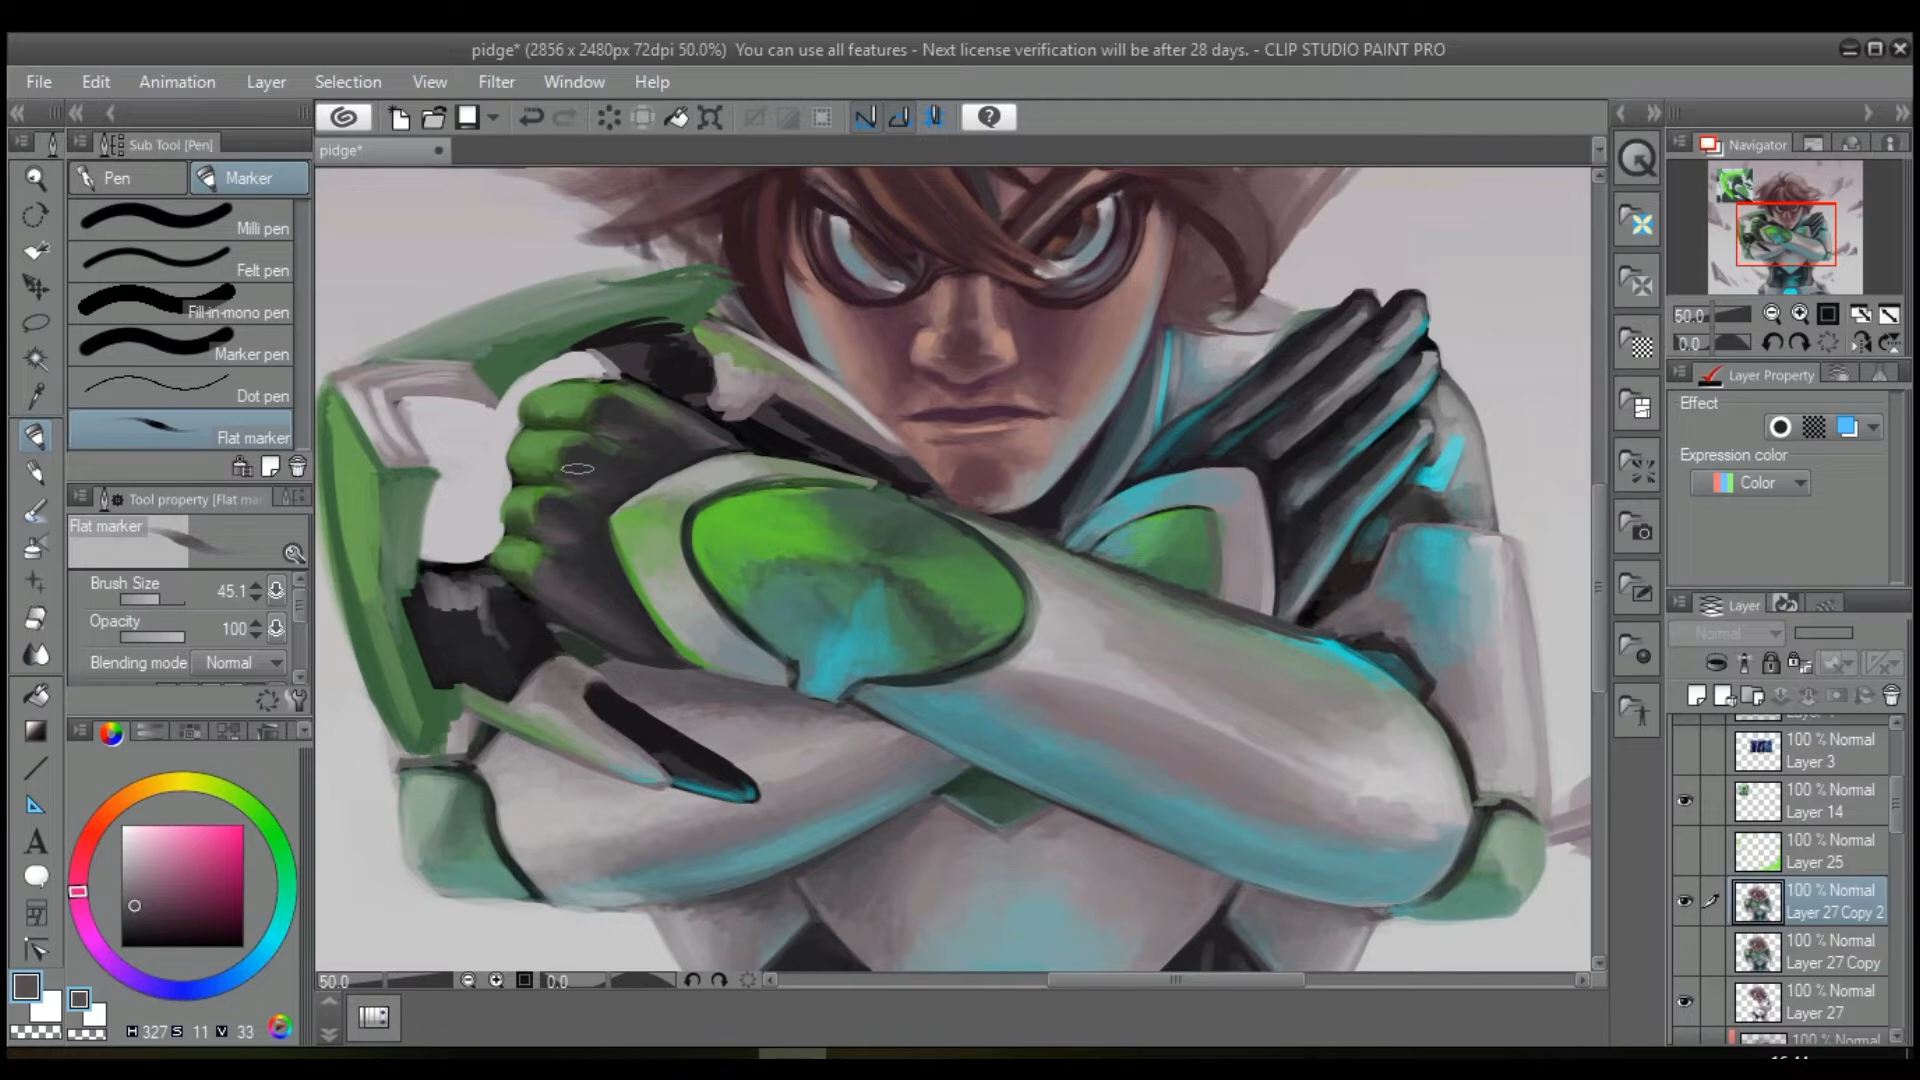 pidge* (2856 x 2480px 72dpi 50.0%) You can use all features - Next license verification will be after 28 days. - CLIP STUDIO PAINT PRO
File Edit Animation Layer Selection View Filter Window Help
Sub Tool [Pen]
pidge*
Navigator
Pen
Marker
Milli pen
Felt pen
Fill-in-mono pen
Marker pen
Dot pen
Flat marker
50.0
0.0
Layer Property
Effect
Expression color
Color
Tool property [Flat mar
Flat marker
Brush Size 45.1
Opacity 100
Blending mode Normal
Layer
Normal
100 % Normal
Layer 3
100 % Normal
Layer 14
100 % Normal
Layer 25
100 % Normal
Layer 27 Copy 2
100 % Normal
Layer 27 Copy
100 % Normal
Layer 27
100 % Normal
50.0
0.0
H 327 S 11 V 33